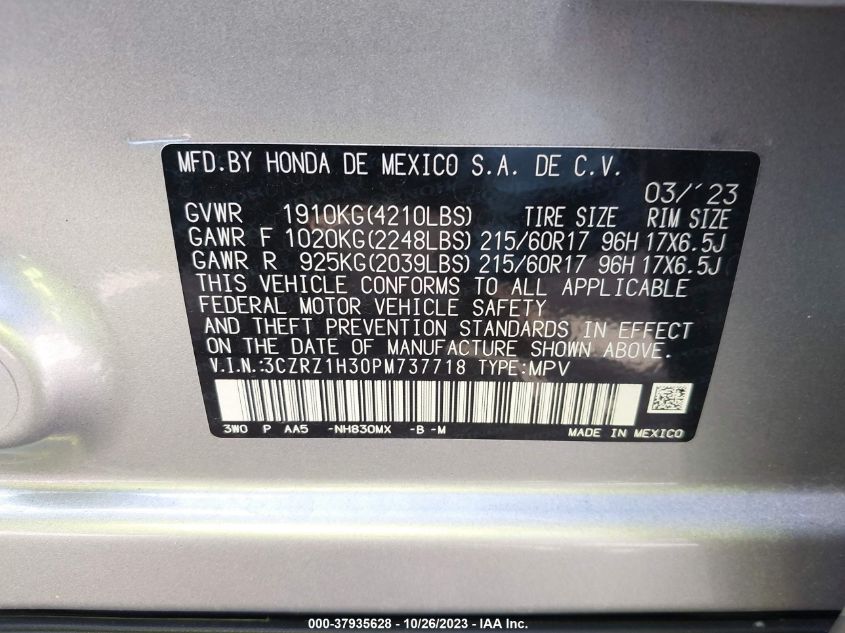 MFD.BY HONDA DE MEXICO S.A. DE C.V.
03/´23
GVWR 1910KG(4210LBS) TIRE SIZE RIM SIZE
GAWR F 1020KG(2248LBS) 215/60R17 96H 17X6.5J
GAWR R 925KG(2039LBS) 215/60R17 96H 17X6.5J
THIS VEHICLE CONFORMS TO ALL APPLICABLE
FEDERAL MOTOR VEHICLE SAFETY
AND THEFT PREVENTION STANDARDS IN EFFECT
ON THE DATE OF MANUFACTURE SHOWN ABOVE.
V.I.N.:3CZRZ1H30PM737718 TYPE:MPV
3W0 P AA5 -NH830MX -B -M MADE IN MEXICO
000-37935628 - 10/26/2023 - IAA Inc.